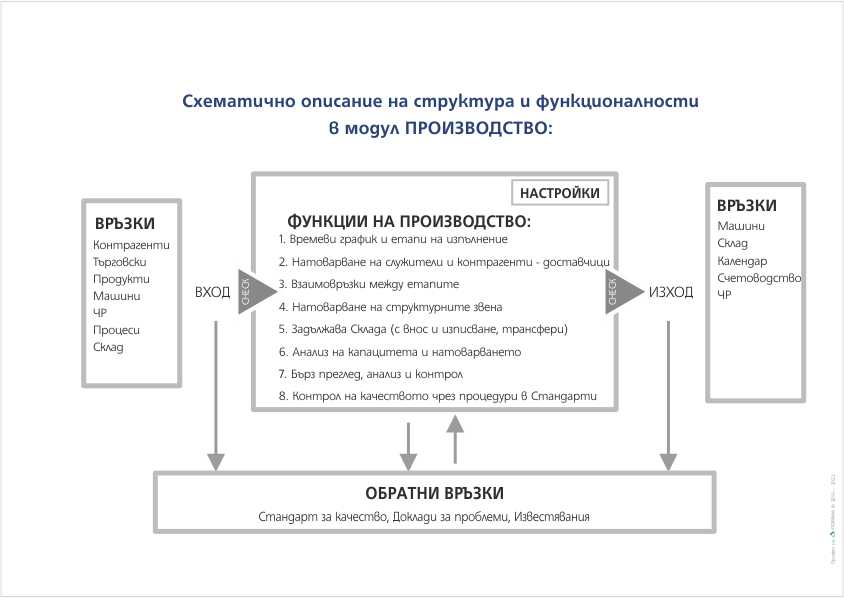 Схематично описание на структура и функционалности
в модул ПРОИЗВОДСТВО:
ВРЪЗКИ
Контрагенти
Търговски
Продукти
Машини
ЧР
Процеси
Склад
ВХОД
CHECK
НАСТРОЙКИ
ФУНКЦИИ НА ПРОИЗВОДСТВО:
1. Времеви график и етапи на изпълнение
2. Натоварване на служители и контрагенти - доставчици
3. Взаимовръзки между етапите
4. Натоварване на структурните звена
5. Задължава Склада (с внос и изписване, трансфери)
6. Анализ на капацитета и натоварването
7. Бърз преглед, анализ и контрол
8. Контрол на качеството чрез процедури в Стандарти
CHECK
ИЗХОД
ВРЪЗКИ
Машини
Склад
Календар
Счетоводство
ЧР
ОБРАТНИ ВРЪЗКИ
Стандарт за качество, Доклади за проблеми, Известявания